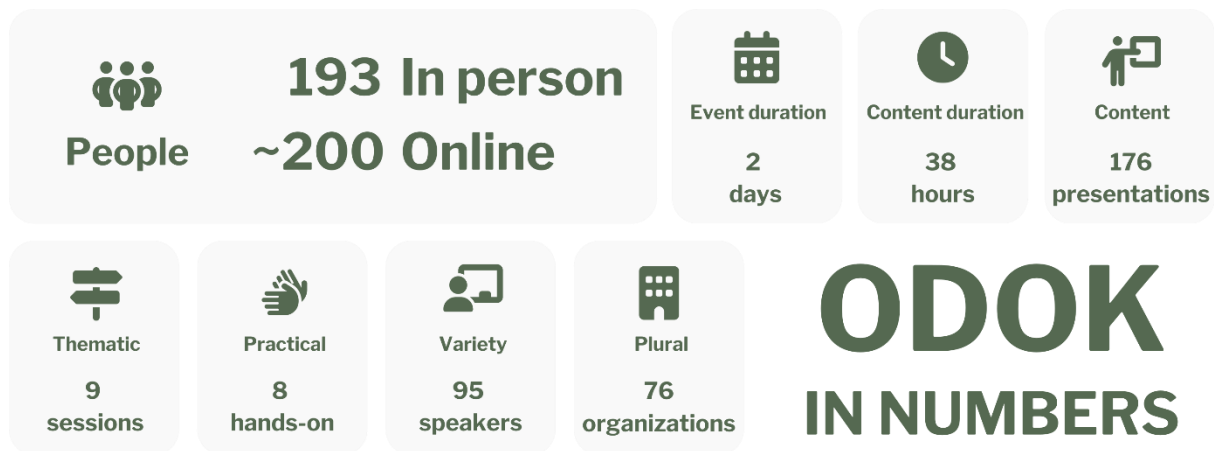 People
193 In person
~200 Online
Event duration
2
days
Content duration
38
hours
Content
176
presentations
Thematic
9
sessions
Practical
8
hands-on
Variety
95
speakers
Plural
76
organizations
ODOK
IN NUMBERS